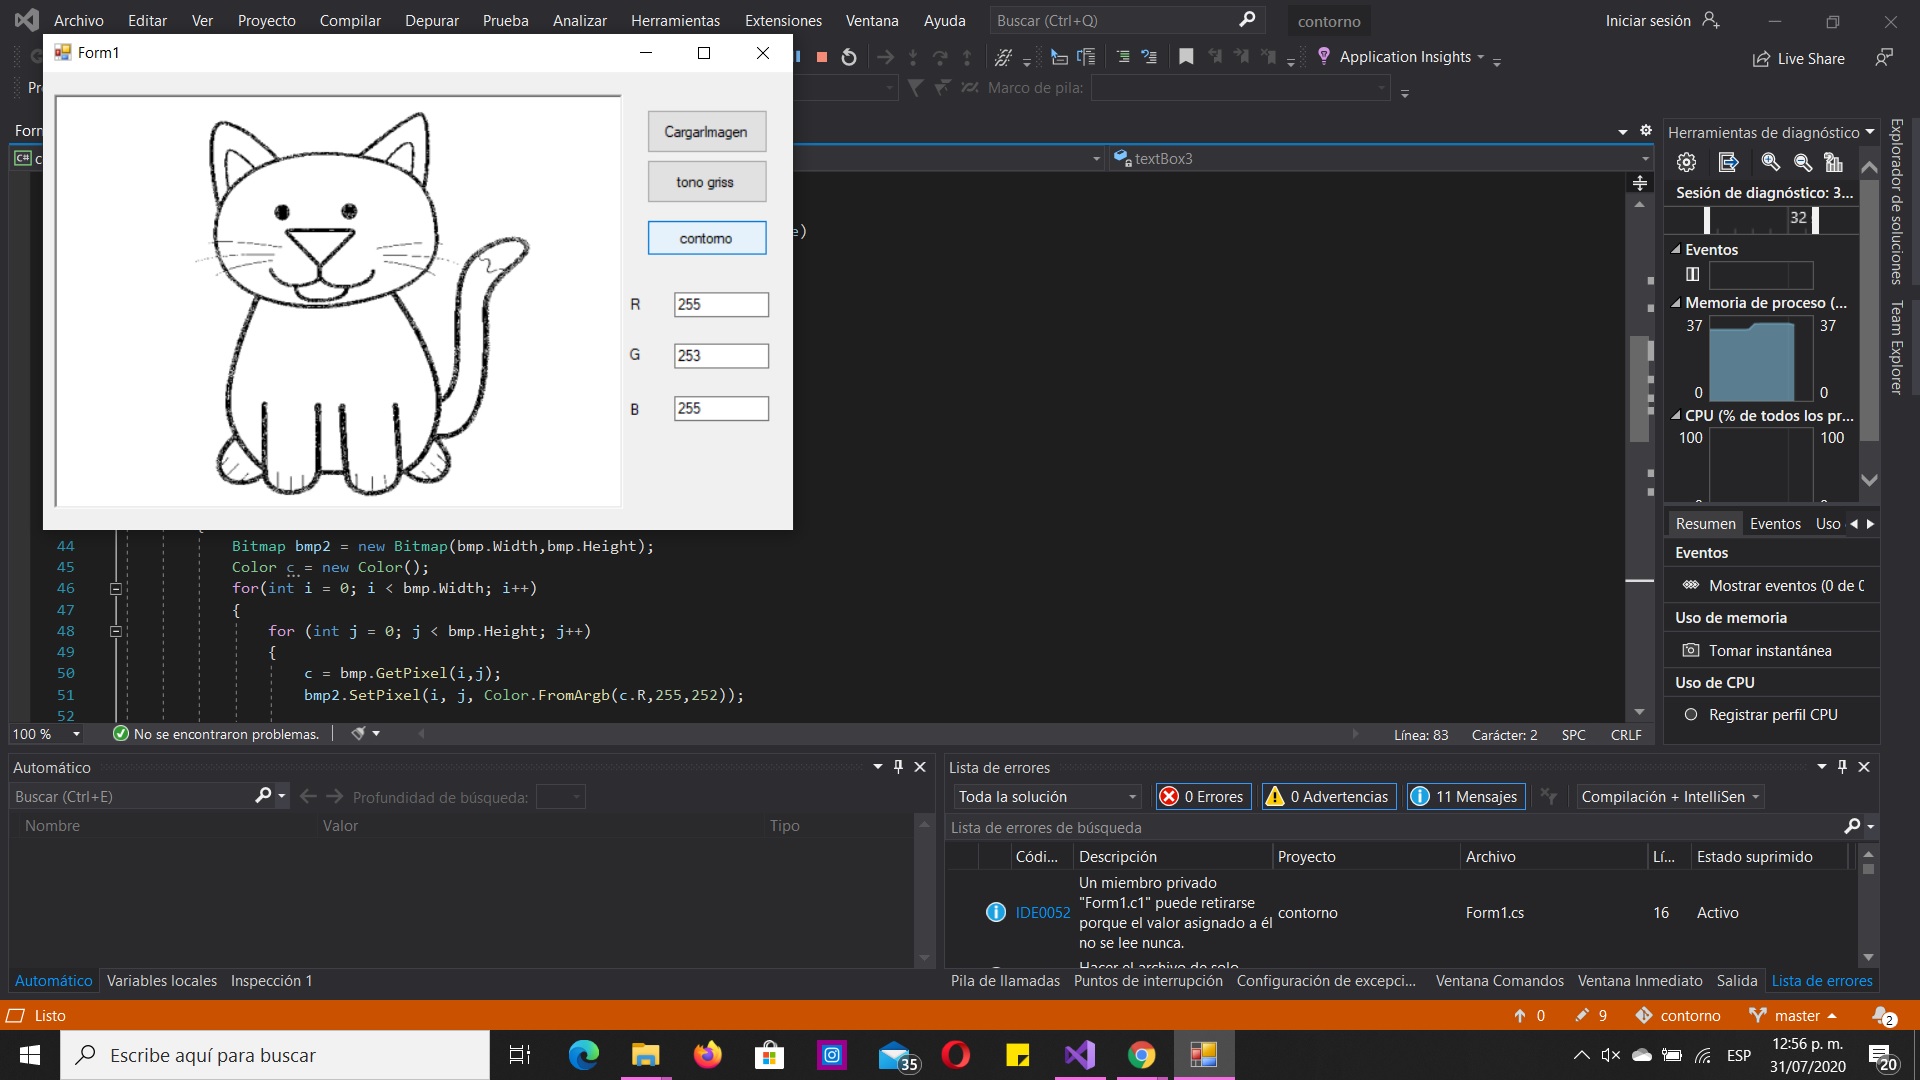 Archivo Editar Ver Proyecto Compilar Depurar Prueba Analizar Herramientas Extensiones Ventana Ayuda Buscar (Ctrl+Q) contorno Iniciar sesión
Form1
Application Insights Live Share
Marco de pila:
CargarImagen
tono griss
contorno
R 255
G 253
B 255
textBox3
e)
Herramientas de diagnóstico
Sesión de diagnóstico: 3...
32
Eventos
Memoria de proceso (...
37 37
0 0
CPU (% de todos los pr...
100 100
Resumen Eventos Uso
Eventos
Mostrar eventos (0 de
Uso de memoria
Tomar instantánea
Uso de CPU
Registrar perfil CPU
Explorador de soluciones
Team Explorer
44 Bitmap bmp2 = new Bitmap(bmp.Width,bmp.Height);
45 Color c = new Color();
46 for(int i = 0; i < bmp.Width; i++)
47 {
48 for (int j = 0; j < bmp.Height; j++)
49 {
50 c = bmp.GetPixel(i,j);
51 bmp2.SetPixel(i, j, Color.FromArgb(c.R,255,252));
52
100 % No se encontraron problemas. Línea: 83 Carácter: 2 SPC CRLF
Automático
Buscar (Ctrl+E) Profundidad de búsqueda:
Nombre Valor Tipo
Automático Variables locales Inspección 1
Lista de errores
Toda la solución 0 Errores 0 Advertencias 11 Mensajes Compilación + IntelliSen
Lista de errores de búsqueda
Códi... Descripción Proyecto Archivo Lí... Estado suprimido
IDE0052 Un miembro privado "Form1.c1" puede retirarse porque el valor asignado a él no se lee nunca. contorno Form1.cs 16 Activo
Pila de llamadas Puntos de interrupción Configuración de excepci... Ventana Comandos Ventana Inmediato Salida Lista de errores
Listo 0 9 contorno master 2
Escribe aquí para buscar 35 ESP 12:56 p. m.
31/07/2020 20